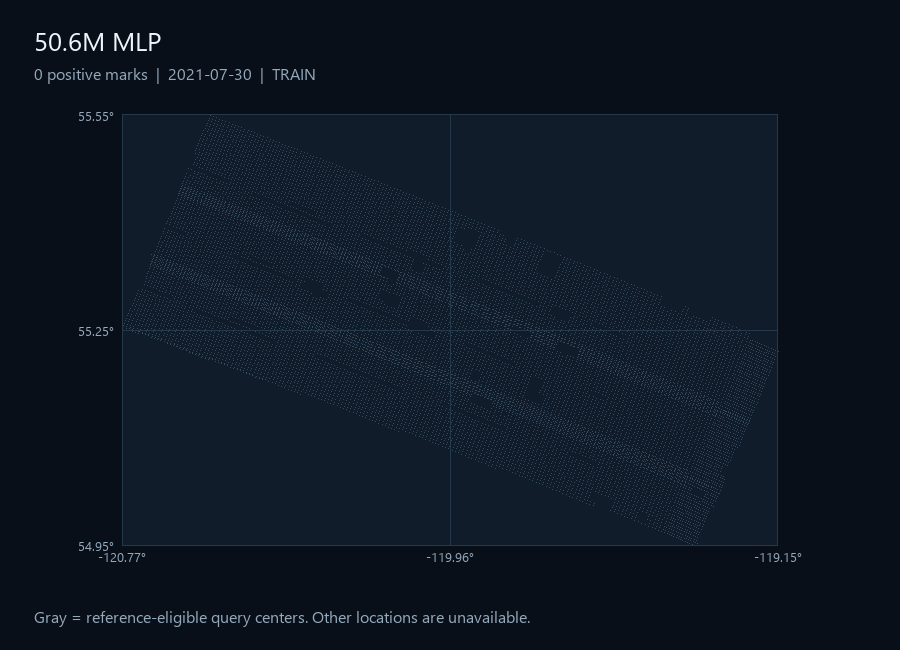 50.6M MLP
0 positive marks | 2021-07-30 | TRAIN
55.55°
55.25°
54.95°
-120.77°
-119.96°
-119.15°
Gray = reference-eligible query centers. Other locations are unavailable.